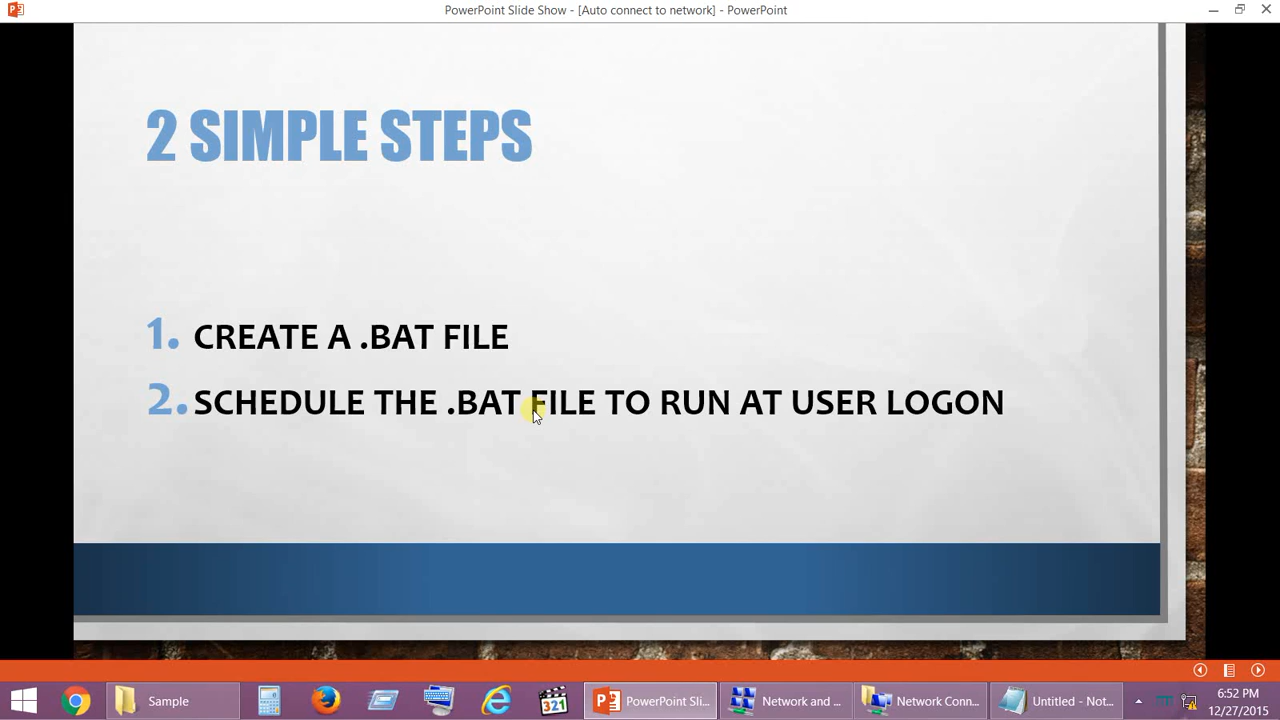 PowerPoint Slide Show - [Auto connect to network] - PowerPoint
2 SIMPLE STEPS
1. CREATE A .BAT FILE
2. SCHEDULE THE .BAT FILE TO RUN AT USER LOGON
Sample
321
PowerPoint Sli...
Network and ...
Network Conn...
Untitled - Not...
6:52 PM
12/27/2015